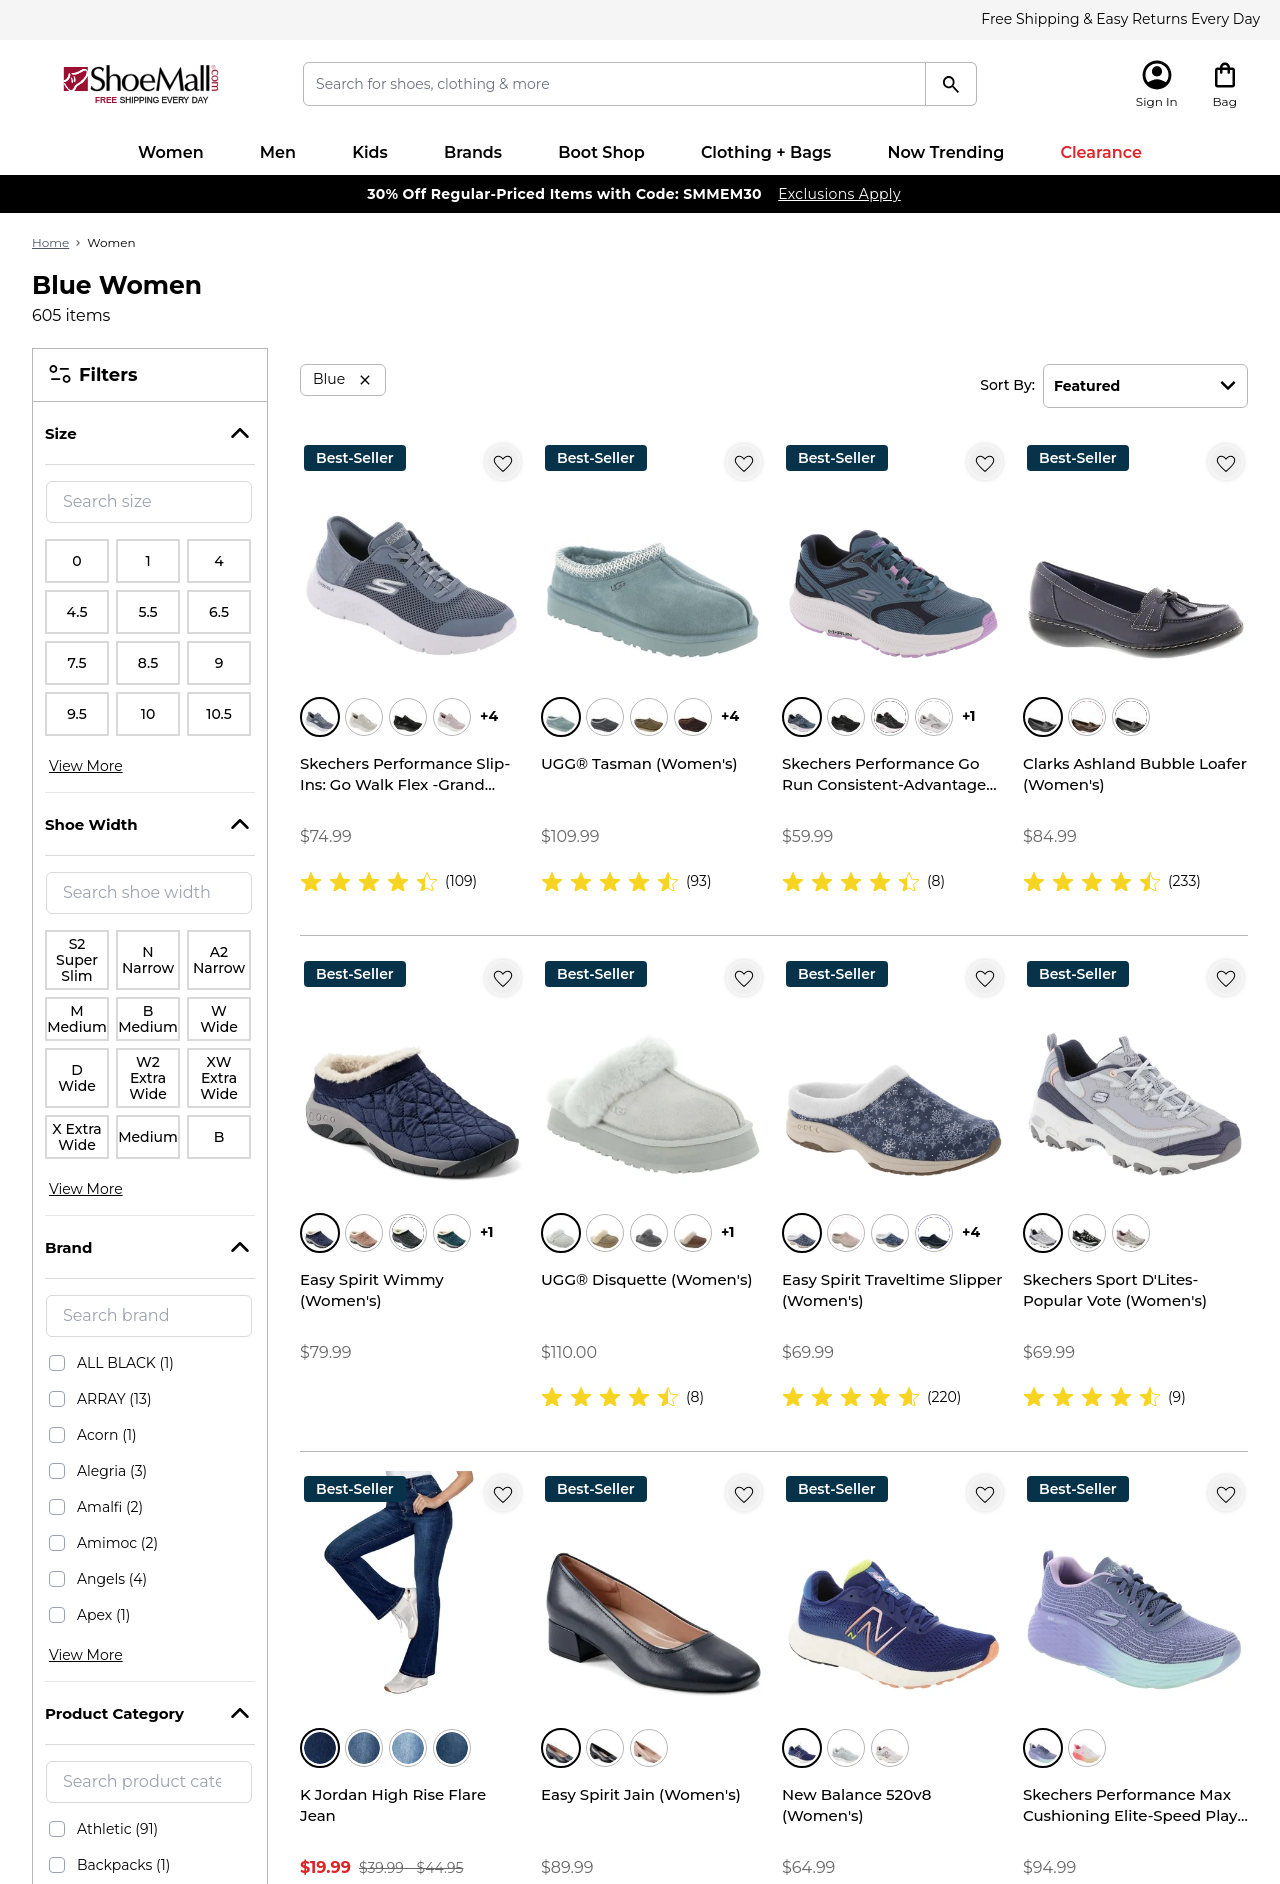 Free Shipping & Easy Returns Every Day
ShoeMall.com
FREE SHIPPING EVERY DAY
Search for shoes, clothing & more
Sign In
Bag
Women
Men
Kids
Brands
Boot Shop
Clothing + Bags
Now Trending
Clearance
30% Off Regular-Priced Items with Code: SMMEM30 Exclusions Apply
Home › Women
Blue Women
605 items
Filters
Size
Search size
0
1
4
4.5
5.5
6.5
7.5
8.5
9
9.5
10
10.5
View More
Shoe Width
Search shoe width
S2
Super
Slim
N
Narrow
A2
Narrow
M
Medium
B
Medium
W
Wide
D
Wide
W2
Extra
Wide
XW
Extra
Wide
X Extra
Wide
Medium
B
View More
Brand
Search brand
ALL BLACK (1)
ARRAY (13)
Acorn (1)
Alegria (3)
Amalfi (2)
Amimoc (2)
Angels (4)
Apex (1)
View More
Product Category
Search product cate
Athletic (91)
Backpacks (1)
Blue
Sort By:
Featured
Best-Seller
+4
Skechers Performance Slip-
Ins: Go Walk Flex -Grand...
$74.99
(109)
Best-Seller
+4
UGG® Tasman (Women's)
$109.99
(93)
Best-Seller
+1
Skechers Performance Go
Run Consistent-Advantage...
$59.99
(8)
Best-Seller
Clarks Ashland Bubble Loafer
(Women's)
$84.99
(233)
Best-Seller
+1
Easy Spirit Wimmy
(Women's)
$79.99
Best-Seller
+1
UGG® Disquette (Women's)
$110.00
(8)
Best-Seller
+4
Easy Spirit Traveltime Slipper
(Women's)
$69.99
(220)
Best-Seller
Skechers Sport D'Lites-
Popular Vote (Women's)
$69.99
(9)
Best-Seller
K Jordan High Rise Flare
Jean
$19.99 $39.99 - $44.95
Best-Seller
Easy Spirit Jain (Women's)
$89.99
Best-Seller
New Balance 520v8
(Women's)
$64.99
Best-Seller
Skechers Performance Max
Cushioning Elite-Speed Play...
$94.99